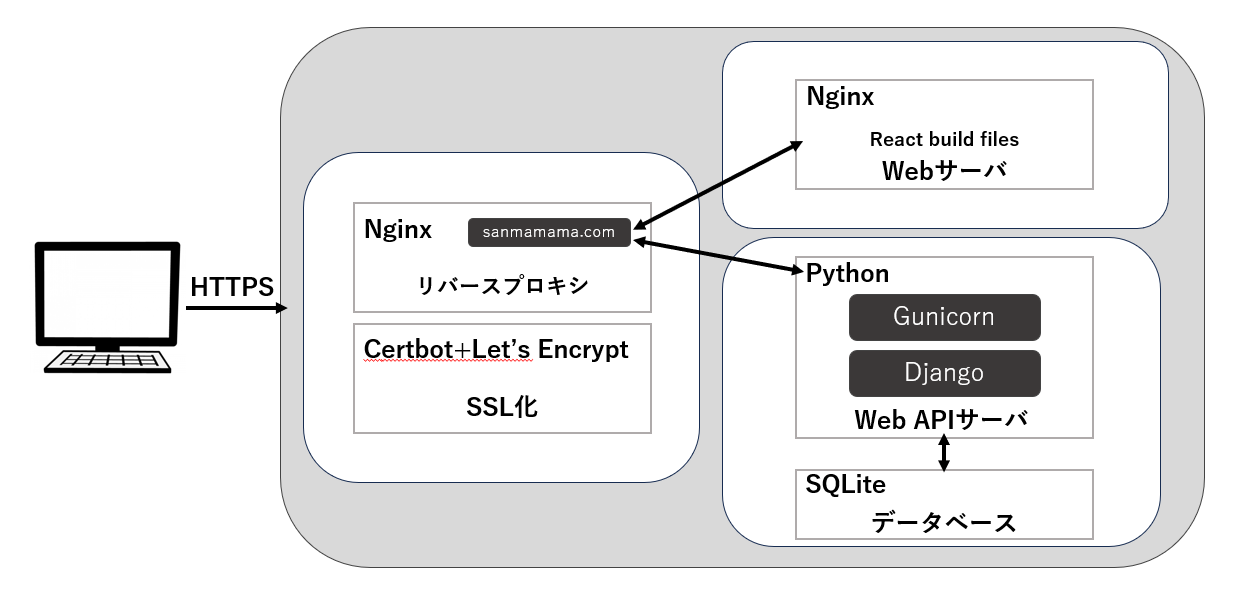 HTTPS
Nginx
sanmamama.com
リバースプロキシ
Certbot+Let’s Encrypt
SSL化
Nginx
React build files
Webサーバ
Python
Gunicorn
Django
Web APIサーバ
SQLite
データベース